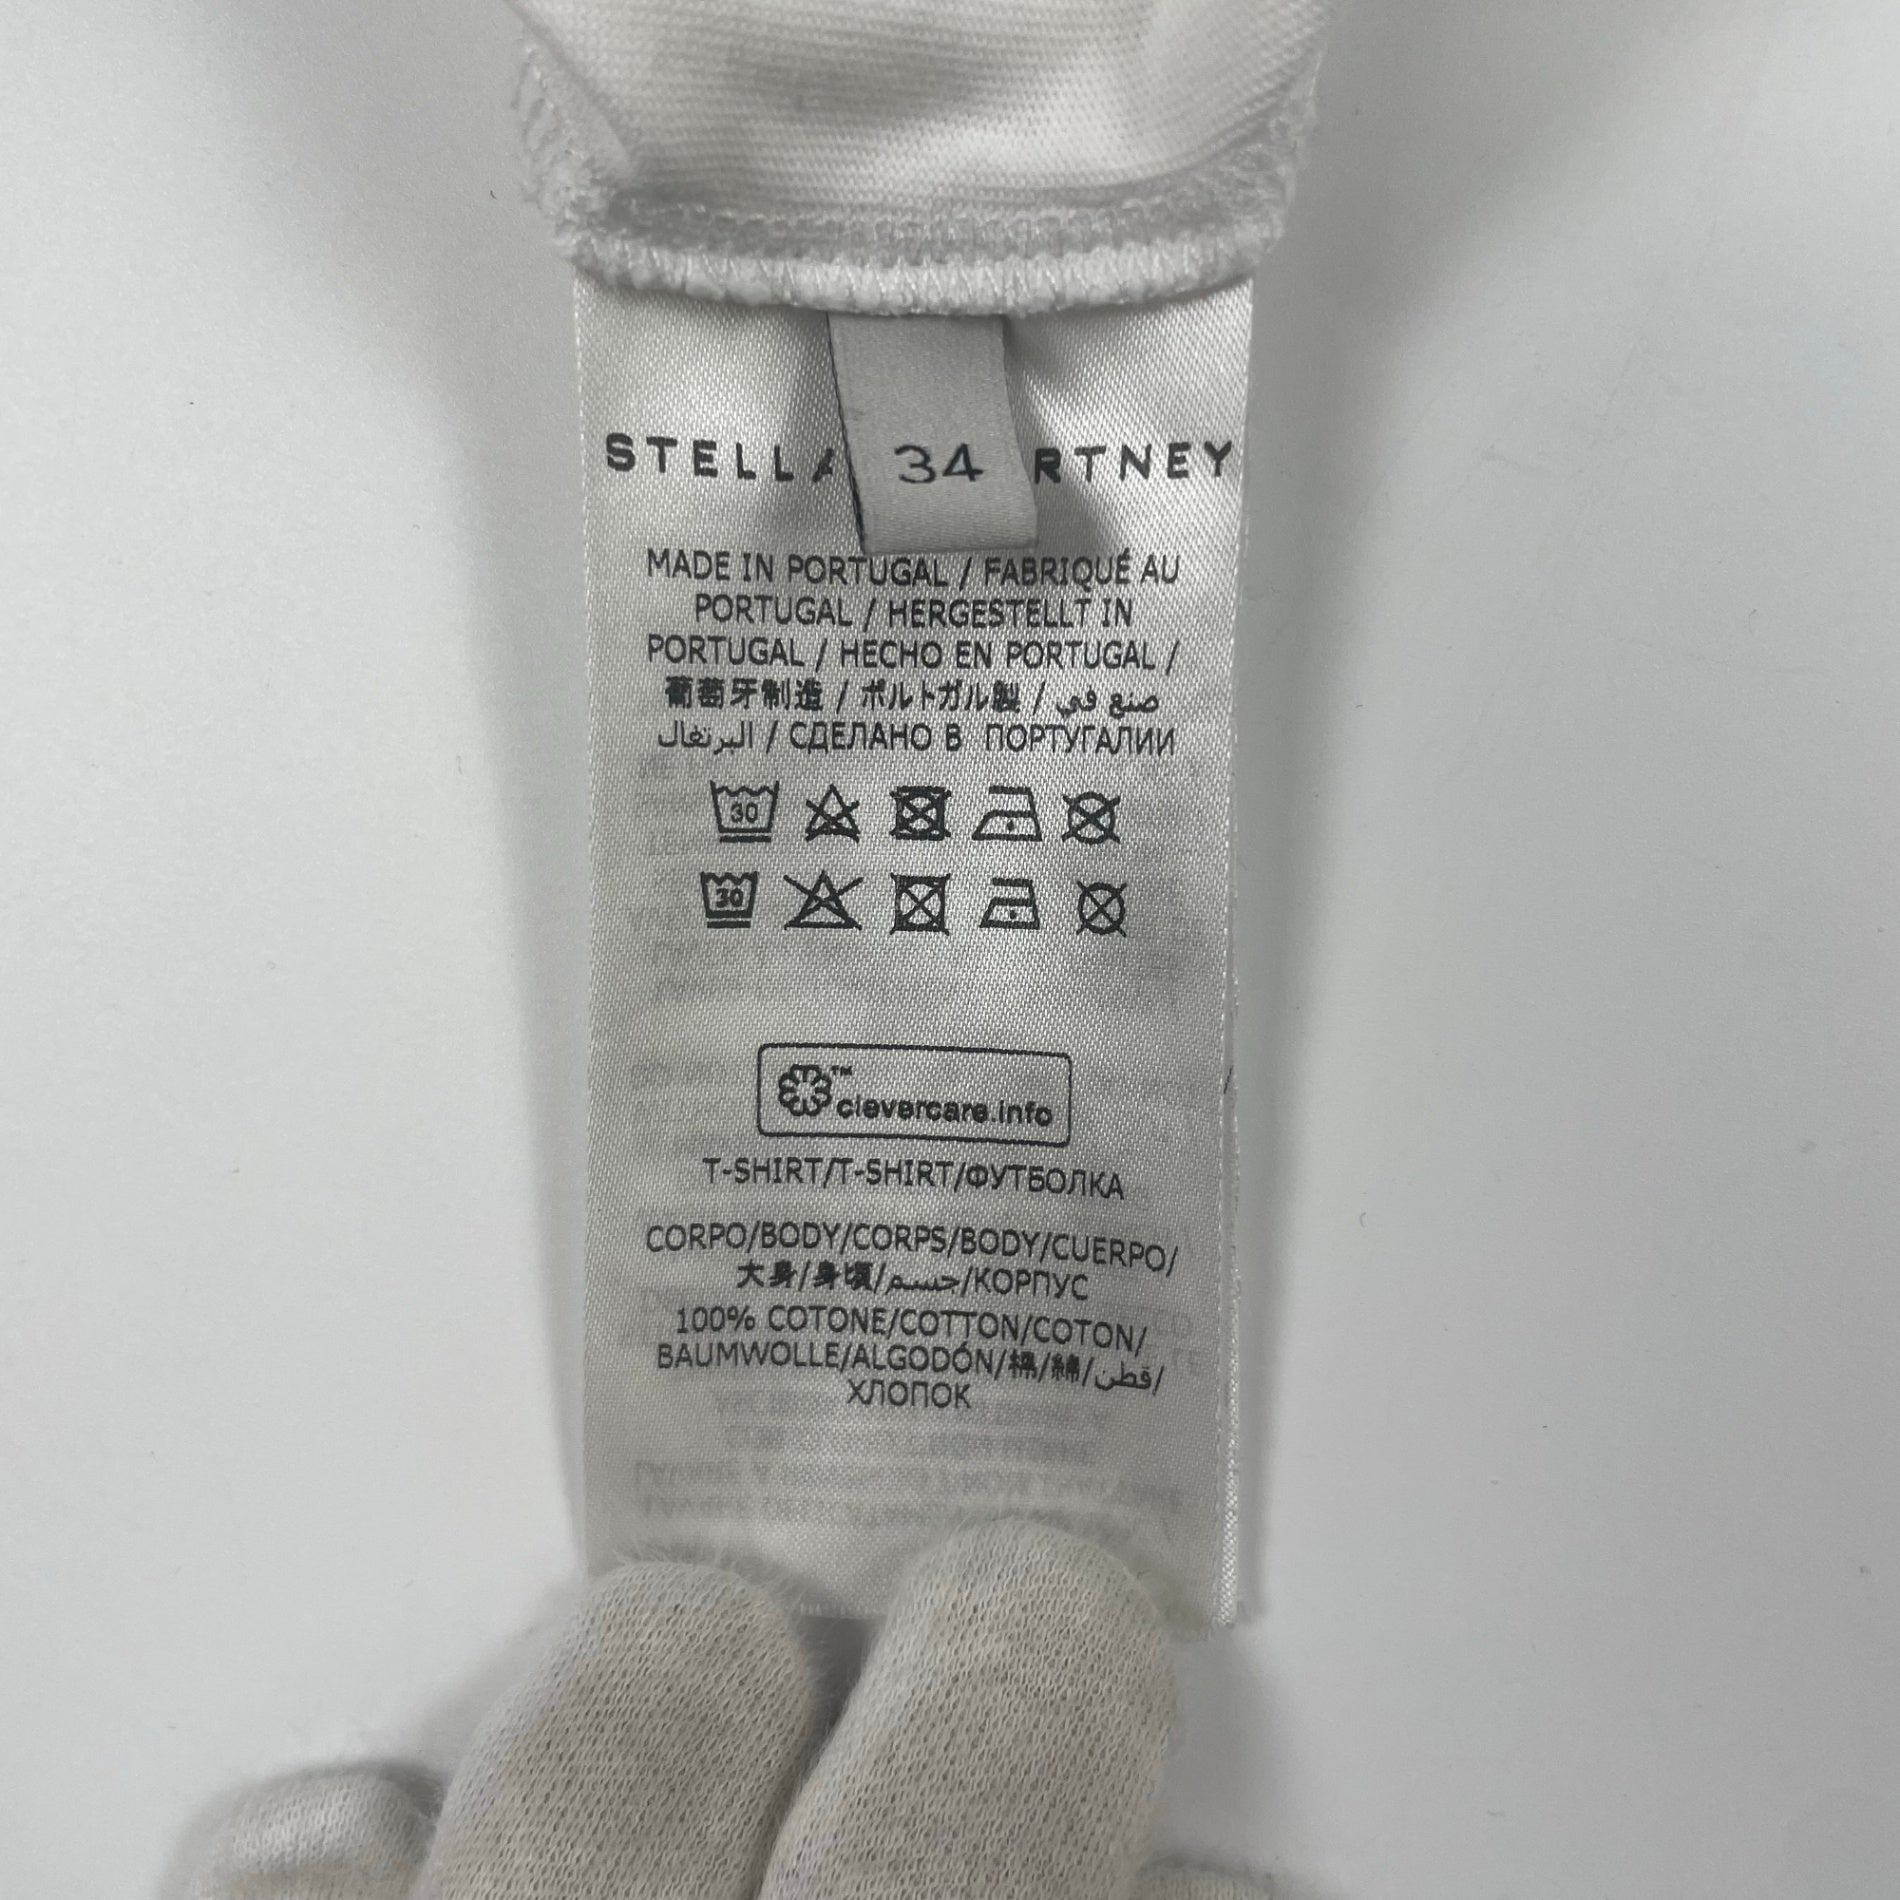 STELLA RTNEY
34
MADE IN PORTUGAL / FABRIQUÉ AU
PORTUGAL / HERGESTELLT IN
PORTUGAL / HECHO EN PORTUGAL /
葡萄牙制造 / ポルトガル製 / صنع في
البرتغال / СДЕЛАНО В ПОРТУГАЛИИ
30
30
™
clevercare.info
T-SHIRT/T-SHIRT/ФУТБОЛКА
CORPO/BODY/CORPS/BODY/CUERPO/
大身/身頃/جسم/КОРПУС
100% COTONE/COTTON/COTON/
BAUMWOLLE/ALGODÓN/棉/綿/قطن/
ХЛОПОК